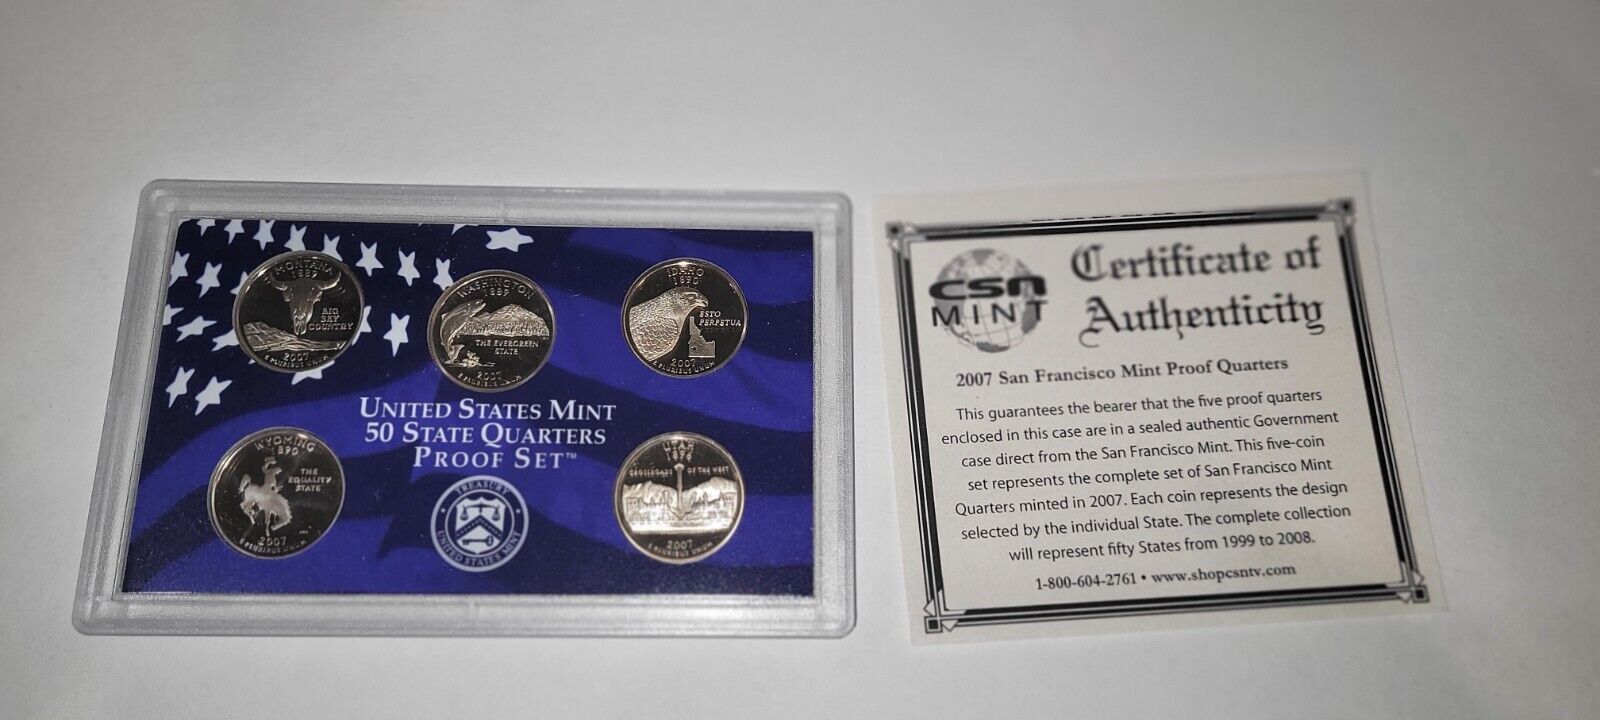 MONTANA
1889
BIG
SKY
COUNTRY
2007
E PLURIBUS UNUM
WASHINGTON
1889
THE EVERGREEN
STATE
2007
E PLURIBUS UNUM
IDAHO
1890
ESTO
PERPETUA
2007
E PLURIBUS UNUM
UNITED STATES MINT
50 STATE QUARTERS
PROOF SET™
WYOMING
1890
THE
EQUALITY
STATE
2007
E PLURIBUS UNUM
TREASURY
UNITED STATES MINT
UTAH
1896
CROSSROADS OF THE WEST
2007
E PLURIBUS UNUM
CSN
MINT
Certificate of
Authenticity
2007 San Francisco Mint Proof Quarters
This guarantees the bearer that the five proof quarters
enclosed in this case are in a sealed authentic Government
case direct from the San Francisco Mint. This five-coin
set represents the complete set of San Francisco Mint
Quarters minted in 2007. Each coin represents the design
selected by the individual State. The complete collection
will represent fifty States from 1999 to 2008.
1-800-604-2761 • www.shopcsntv.com